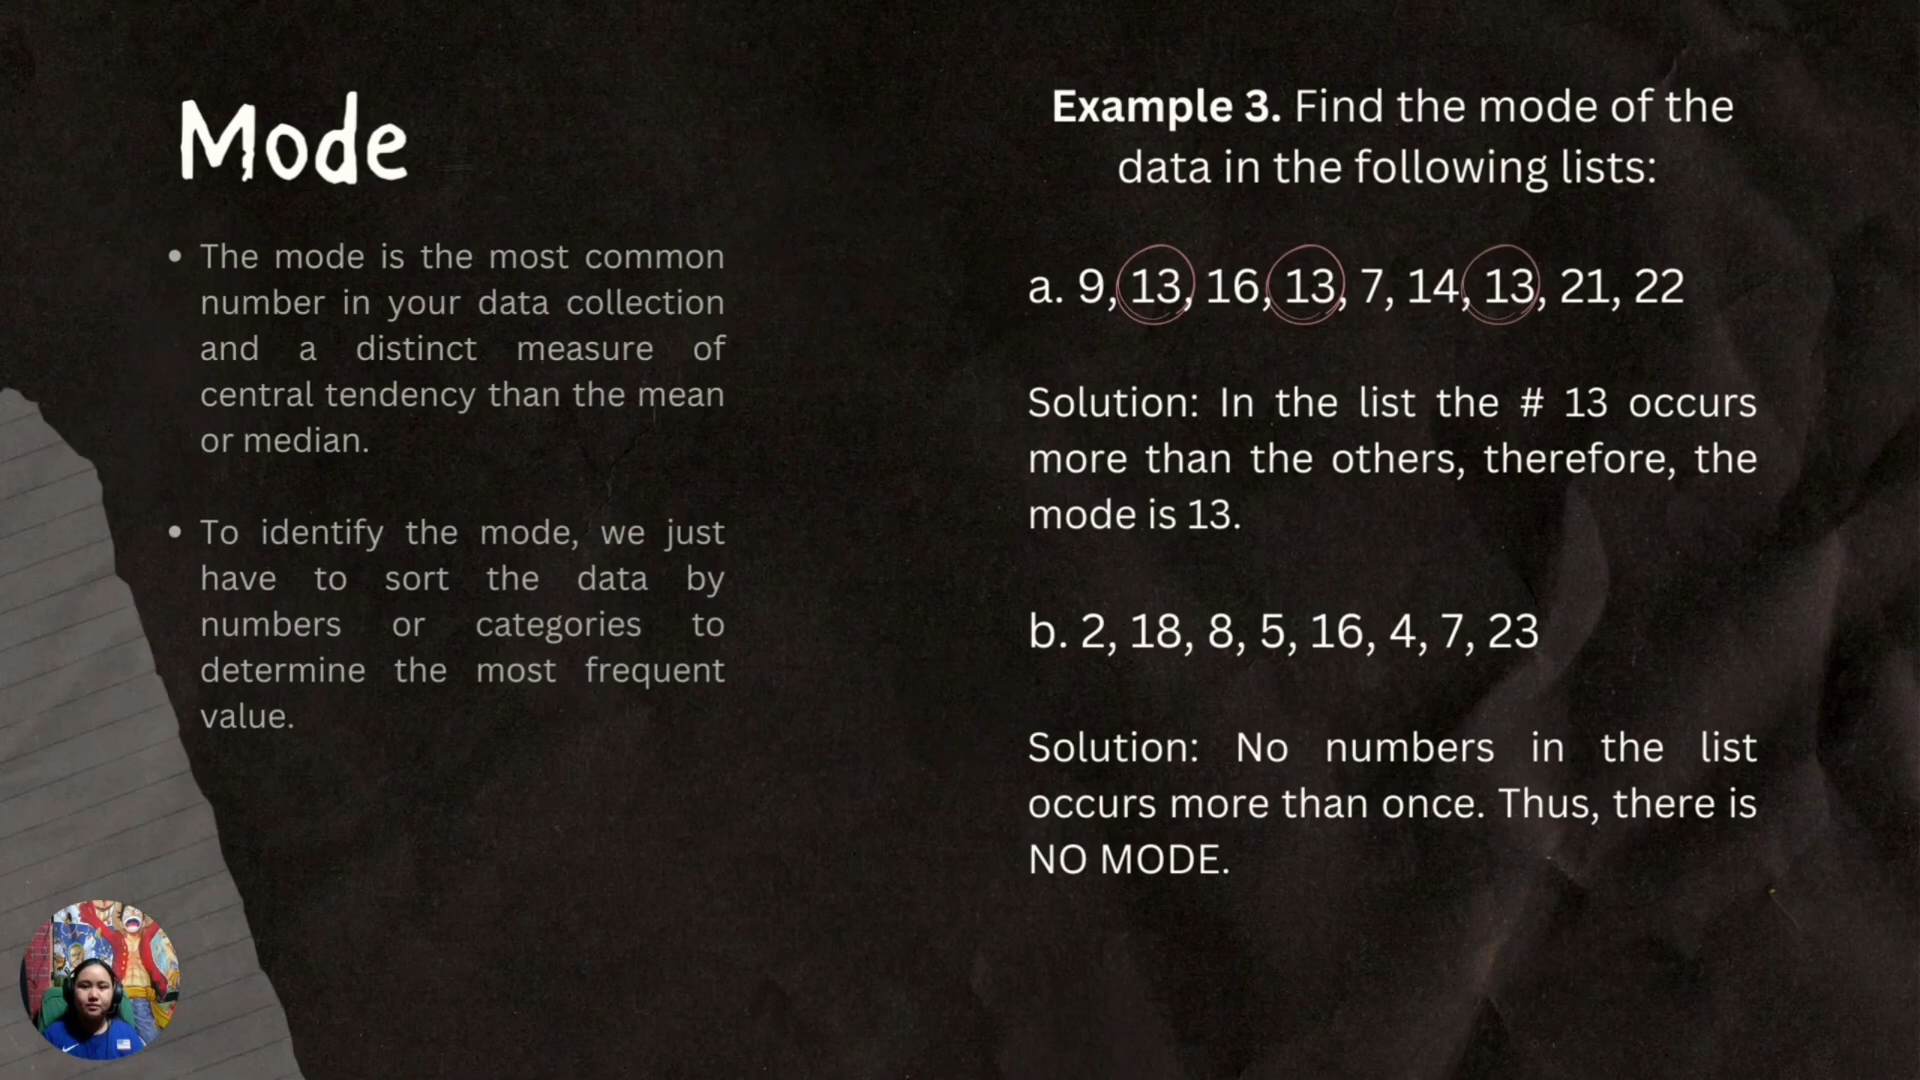 Mode
• The mode is the most common
number in your data collection
and a distinct measure of
central tendency than the mean
or median.
• To identify the mode, we just
have to sort the data by
numbers or categories to
determine the most frequent
value.
Example 3. Find the mode of the
data in the following lists:
a. 9, 13, 16, 13, 7, 14, 13, 21, 22
Solution: In the list the # 13 occurs
more than the others, therefore, the
mode is 13.
b. 2, 18, 8, 5, 16, 4, 7, 23
Solution: No numbers in the list
occurs more than once. Thus, there is
NO MODE.